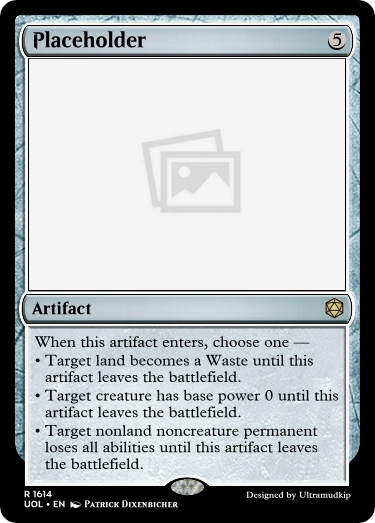 Placeholder 5
Artifact
When this artifact enters, choose one —
• Target land becomes a Waste until this
artifact leaves the battlefield.
• Target creature has base power 0 until this
artifact leaves the battlefield.
• Target nonland noncreature permanent
loses all abilities until this artifact leaves
the battlefield.
R 1614
UOL • EN Patrick Dixenbicher
Designed by Ultramudkip